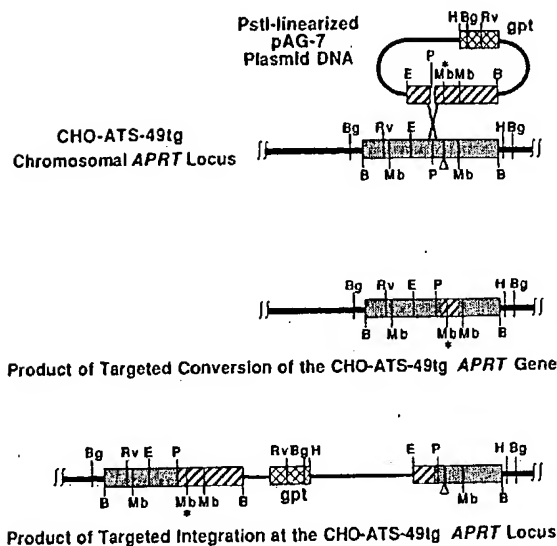 PstI-linearized
pAG-7
Plasmid DNA
H Bg Rv gpt
P
E Mb* Mb B
CHO-ATS-49tg
Chromosomal APRT Locus
Bg Rv E H Bg
B Mb P Δ Mb B
Bg Rv E P H Bg
B Mb Mb Mb B
*
Product of Targeted Conversion of the CHO-ATS-49tg APRT Gene
Bg Rv E P Rv Bg H E P H Bg
B Mb Mb Mb B gpt Δ Mb B
*
Product of Targeted Integration at the CHO-ATS-49tg APRT Locus